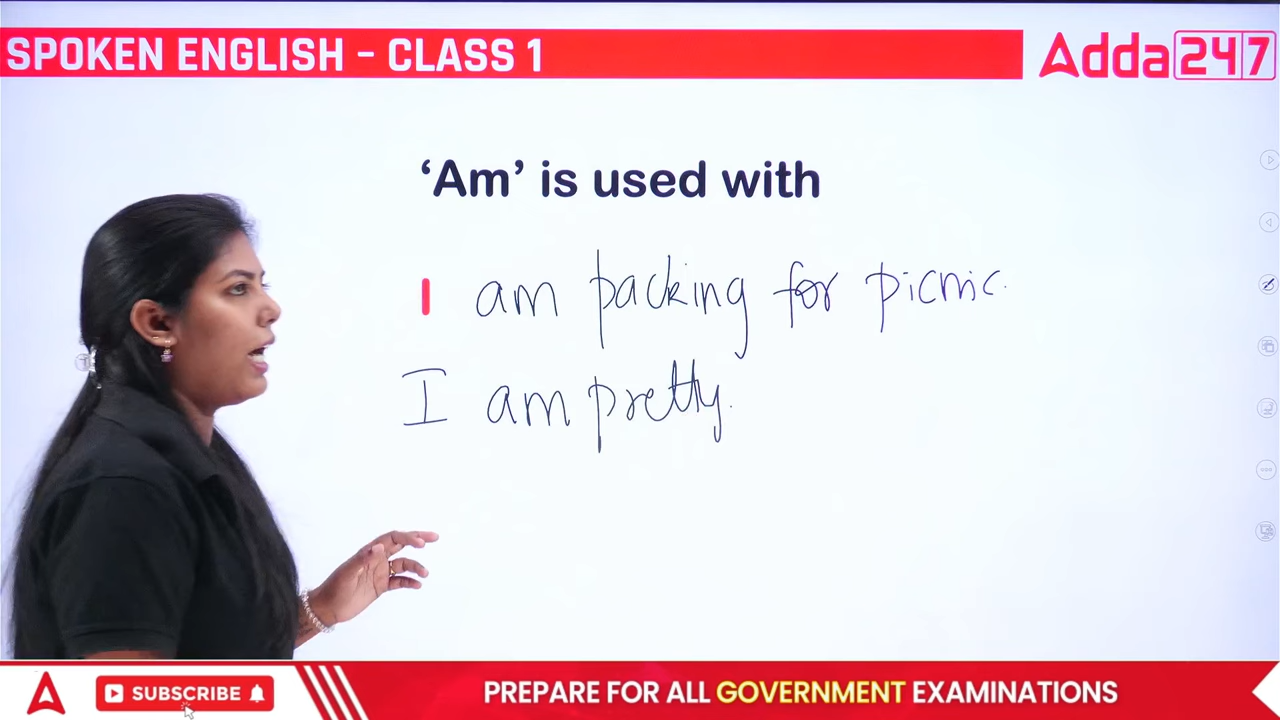 SPOKEN ENGLISH - CLASS 1
Adda247
‘Am’ is used with
I am packing for picnic.
I am pretty.
SUBSCRIBE
PREPARE FOR ALL GOVERNMENT EXAMINATIONS